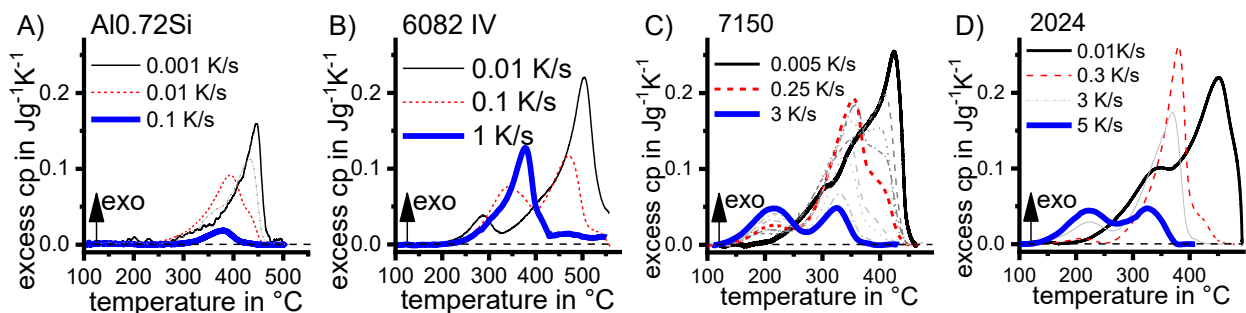 A) Al0.72Si
excess cp in Jg⁻¹K⁻¹
0.2
0.1
0.0
0.001 K/s
0.01 K/s
0.1 K/s
exo
100 200 300 400 500
temperature in °C
B) 6082 IV
excess cp in Jg⁻¹K⁻¹
0.2
0.1
0.0
0.01 K/s
0.1 K/s
1 K/s
exo
100 200 300 400 500
temperature in °C
C) 7150
excess cp in Jg⁻¹K⁻¹
0.2
0.1
0.0
0.005 K/s
0.25 K/s
3 K/s
exo
100 200 300 400
temperature in °C
D) 2024
excess cp in Jg⁻¹K⁻¹
0.2
0.1
0.0
0.01K/s
0.3 K/s
3 K/s
5 K/s
exo
100 200 300 400
temperature in °C